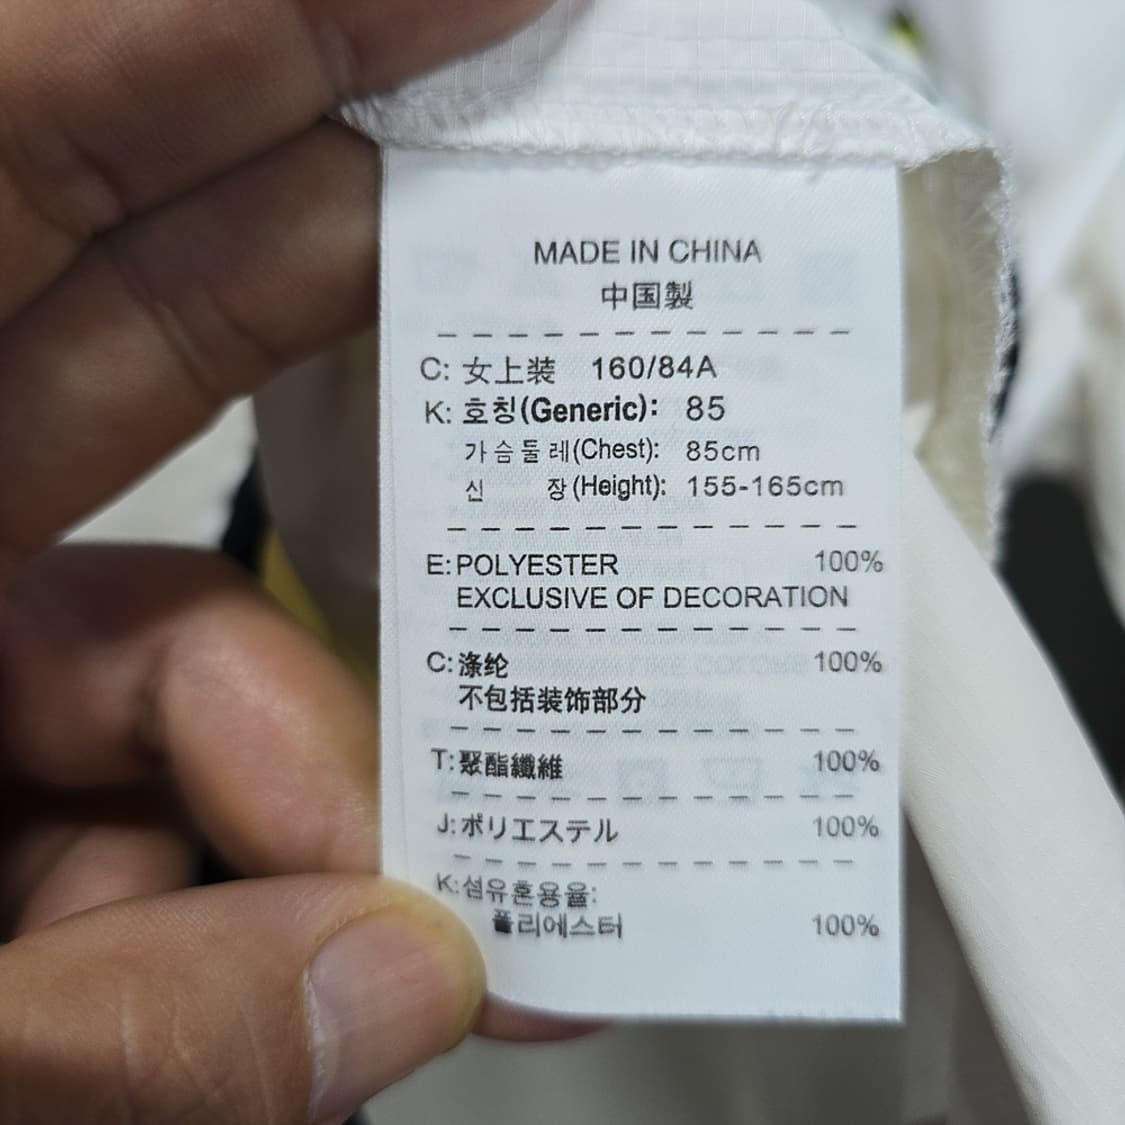 MADE IN CHINA
中国製
C: 女上装 160/84A
K: 호칭(Generic): 85
가슴둘레(Chest): 85cm
신 장(Height): 155-165cm
E: POLYESTER 100%
EXCLUSIVE OF DECORATION
C: 涤纶 100%
不包括装饰部分
T: 聚酯纖維 100%
J: ポリエステル 100%
K: 섬유혼용율:
폴리에스터 100%